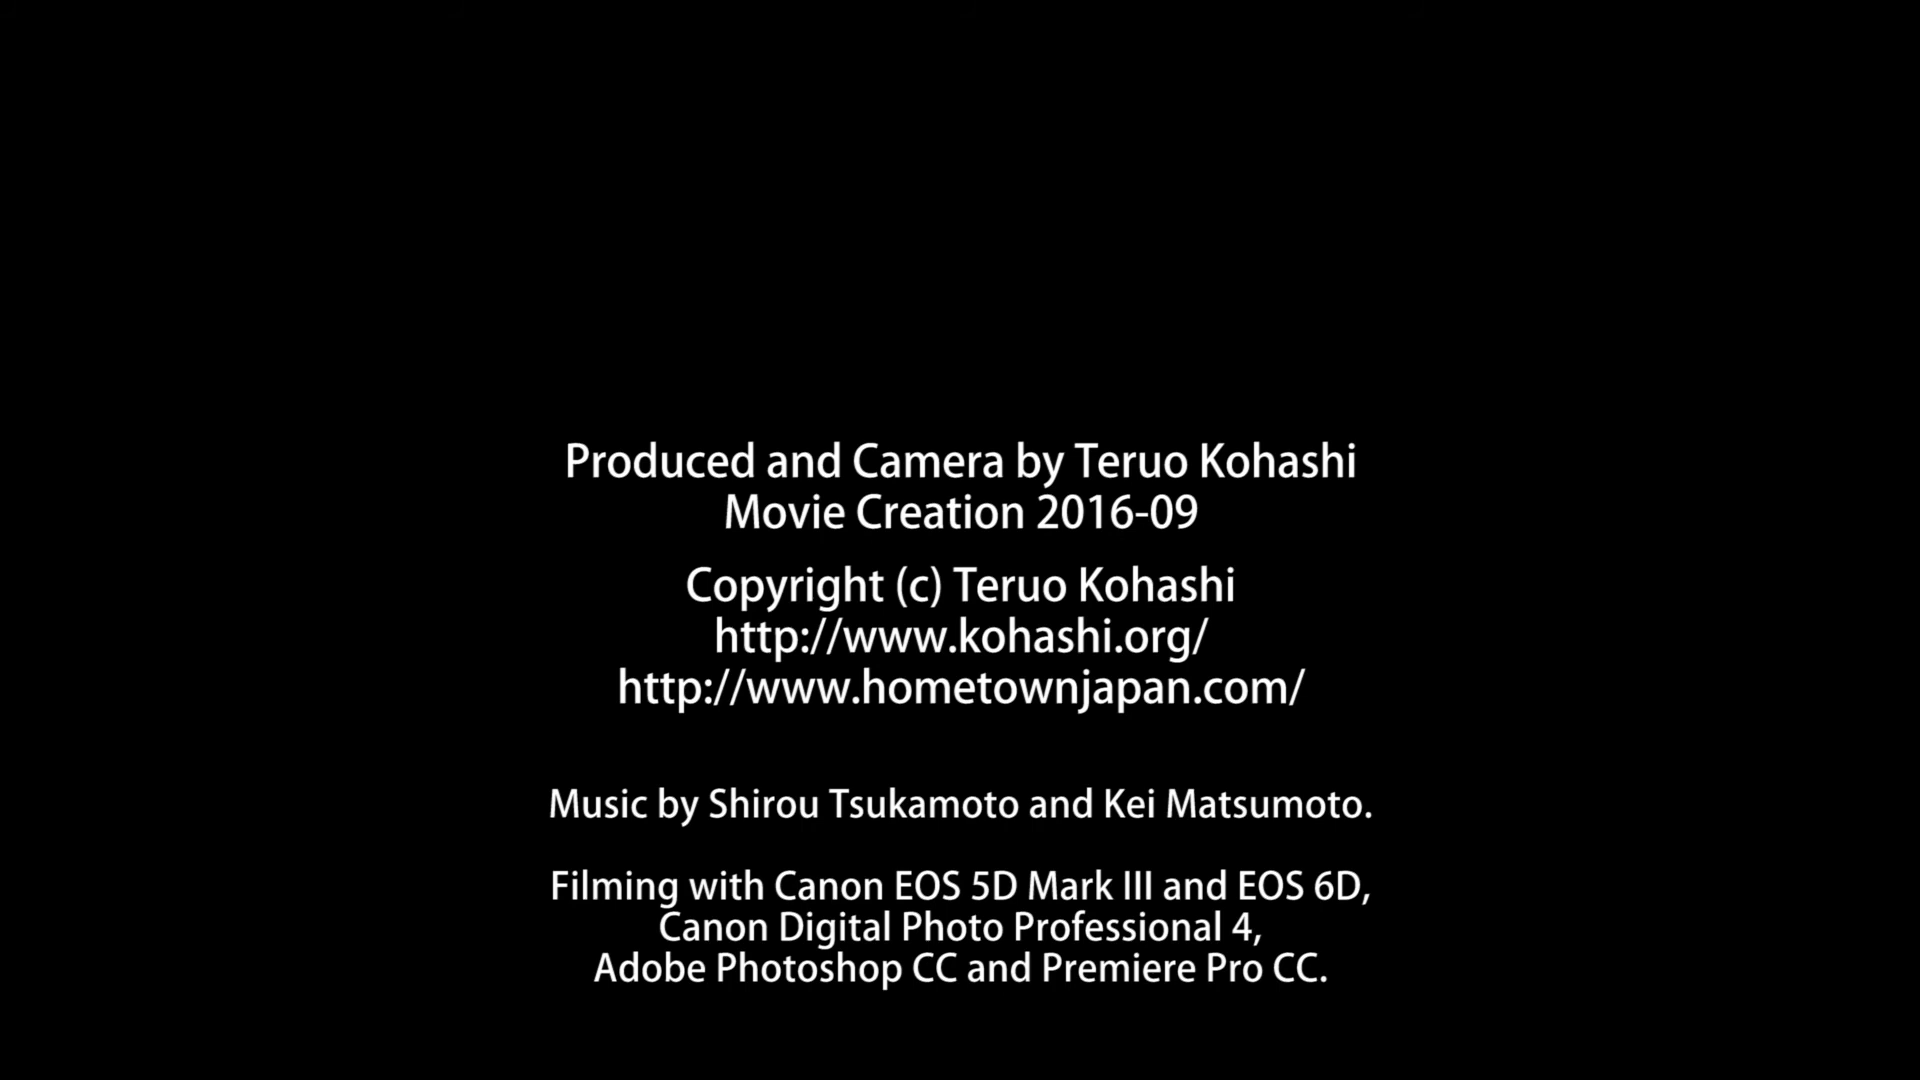 Produced and Camera by Teruo Kohashi
Movie Creation 2016-09
Copyright (c) Teruo Kohashi
http://www.kohashi.org/
http://www.hometownjapan.com/
Music by Shirou Tsukamoto and Kei Matsumoto.
Filming with Canon EOS 5D Mark III and EOS 6D,
Canon Digital Photo Professional 4,
Adobe Photoshop CC and Premiere Pro CC.